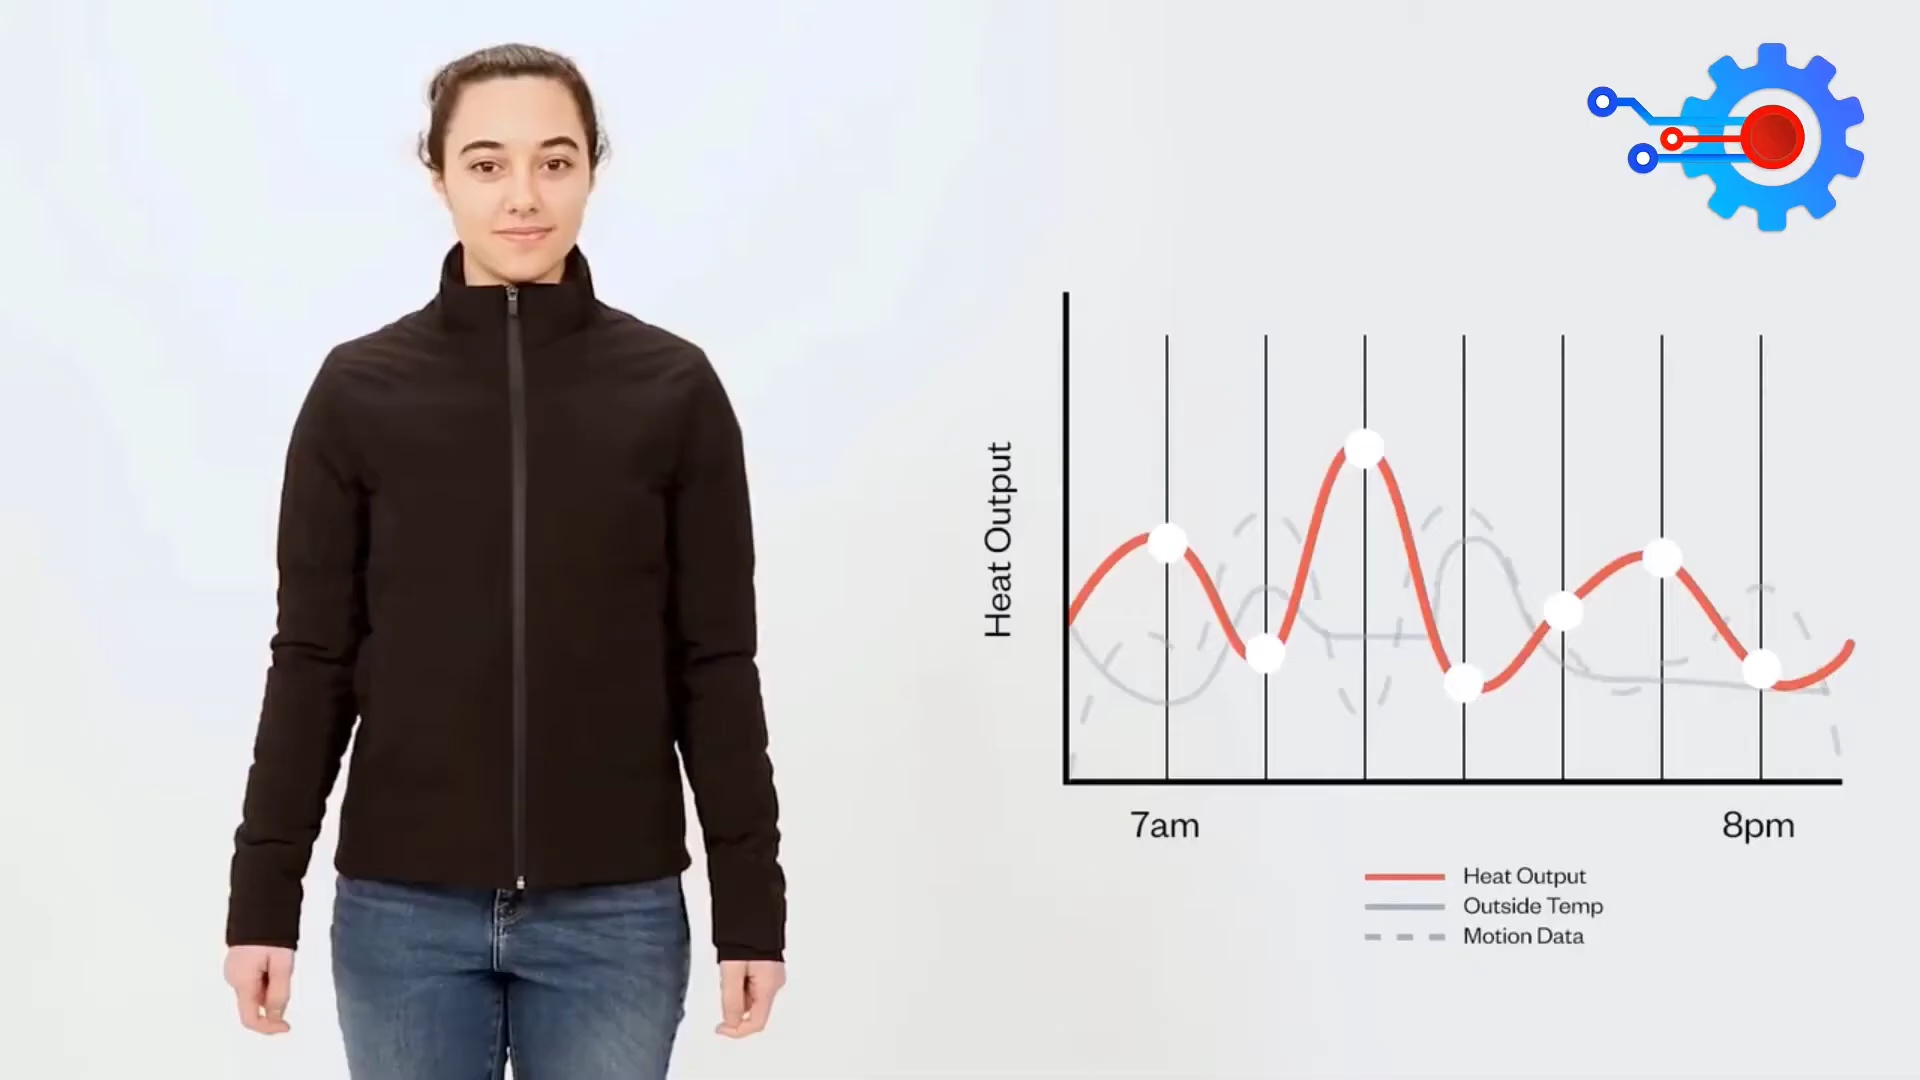 Heat Output
7am
8pm
Heat Output
Outside Temp
Motion Data